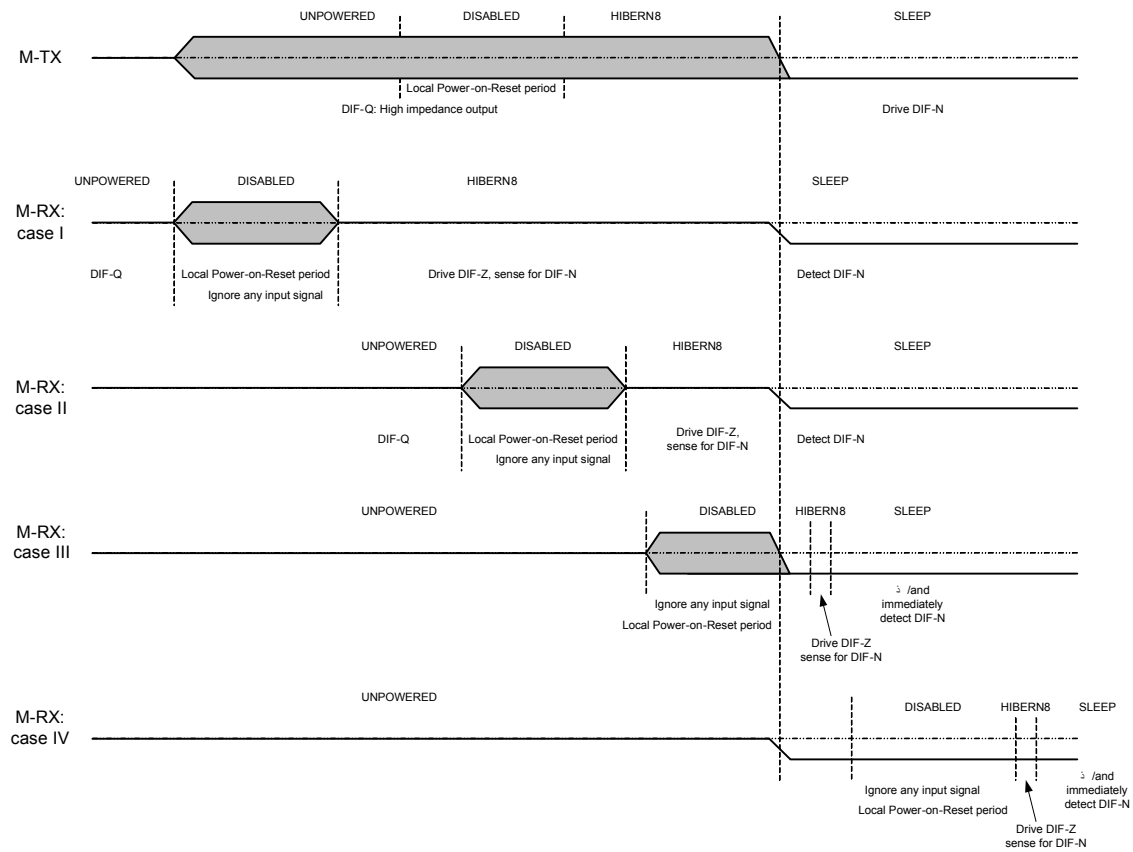 UNPOWERED DISABLED HIBERN8 SLEEP
M-TX
Local Power-on-Reset period
DIF-Q: High impedance output Drive DIF-N
UNPOWERED DISABLED HIBERN8 SLEEP
M-RX:
case I
DIF-Q Local Power-on-Reset period Drive DIF-Z, sense for DIF-N Detect DIF-N
Ignore any input signal
UNPOWERED DISABLED HIBERN8 SLEEP
M-RX:
case II
DIF-Q Local Power-on-Reset period Drive DIF-Z,
sense for DIF-N Detect DIF-N
Ignore any input signal
UNPOWERED DISABLED HIBERN8 SLEEP
M-RX:
case III
Ignore any input signal
Local Power-on-Reset period
/and
immediately
detect DIF-N
Drive DIF-Z
sense for DIF-N
UNPOWERED DISABLED HIBERN8 SLEEP
M-RX:
case IV
Ignore any input signal
Local Power-on-Reset period
/and
immediately
detect DIF-N
Drive DIF-Z
sense for DIF-N